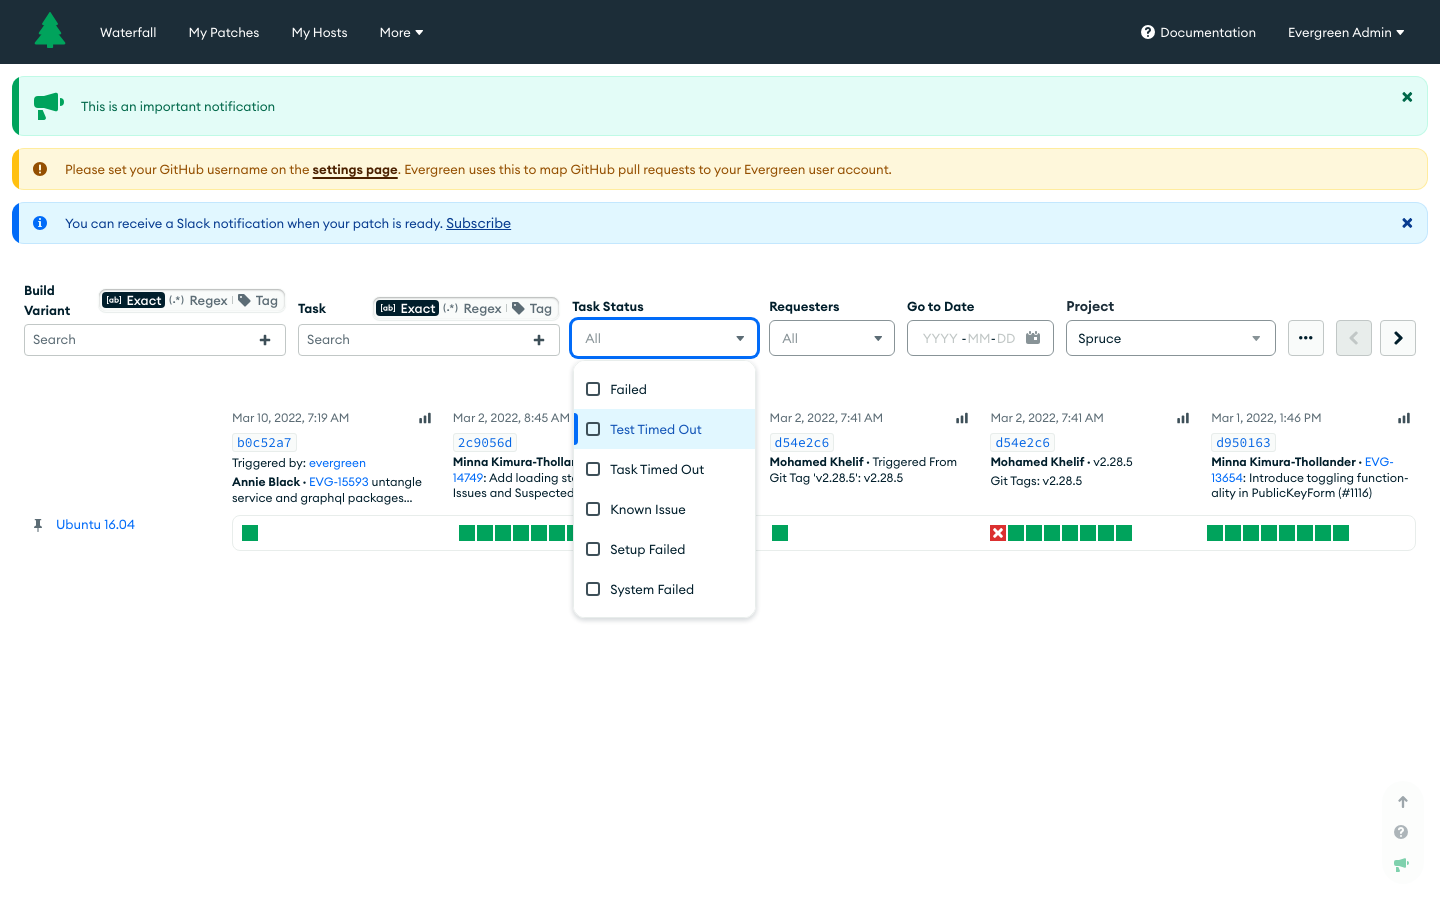 Waterfall My Patches My Hosts More Documentation Evergreen Admin
This is an important notification
Please set your GitHub username on the settings page. Evergreen uses this to map GitHub pull requests to your Evergreen user account.
You can receive a Slack notification when your patch is ready. Subscribe
Build
Variant
[ab] Exact (.*) Regex Tag
Task
[ab] Exact (.*) Regex Tag
Task Status
Requesters
Go to Date
Project
Search
Search
All
All
YYYY -MM-DD
Spruce
Failed
Test Timed Out
Task Timed Out
Known Issue
Setup Failed
System Failed
Mar 10, 2022, 7:19 AM
b0c52a7
Triggered by: evergreen
Annie Black · EVG-15593 untangle
service and graphql packages...
Mar 2, 2022, 8:45 AM
2c9056d
Minna Kimura-Thollan
14749: Add loading st
Issues and Suspected
Mar 2, 2022, 7:41 AM
d54e2c6
Mohamed Khelif · Triggered From
Git Tag 'v2.28.5': v2.28.5
Mar 2, 2022, 7:41 AM
d54e2c6
Mohamed Khelif · v2.28.5
Git Tags: v2.28.5
Mar 1, 2022, 1:46 PM
d950163
Minna Kimura-Thollander · EVG-
13654: Introduce toggling function-
ality in PublicKeyForm (#1116)
Ubuntu 16.04